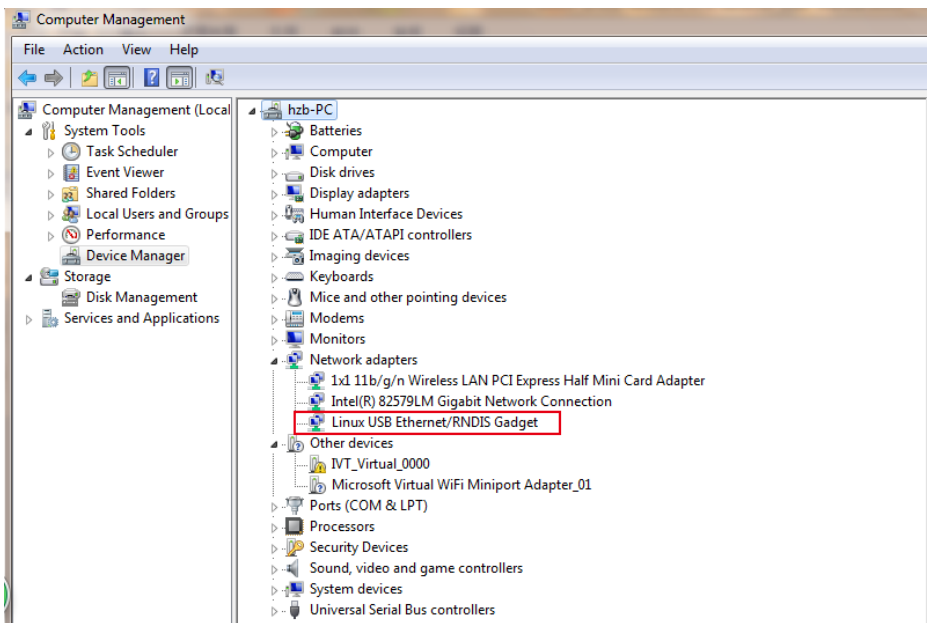 Computer Management
File Action View Help
Computer Management (Local
System Tools
Task Scheduler
Event Viewer
Shared Folders
Local Users and Groups
Performance
Device Manager
Storage
Disk Management
Services and Applications
hzb-PC
Batteries
Computer
Disk drives
Display adapters
Human Interface Devices
IDE ATA/ATAPI controllers
Imaging devices
Keyboards
Mice and other pointing devices
Modems
Monitors
Network adapters
1x1 11b/g/n Wireless LAN PCI Express Half Mini Card Adapter
Intel(R) 82579LM Gigabit Network Connection
Linux USB Ethernet/RNDIS Gadget
Other devices
IVT_Virtual_0000
Microsoft Virtual WiFi Miniport Adapter_01
Ports (COM & LPT)
Processors
Security Devices
Sound, video and game controllers
System devices
Universal Serial Bus controllers